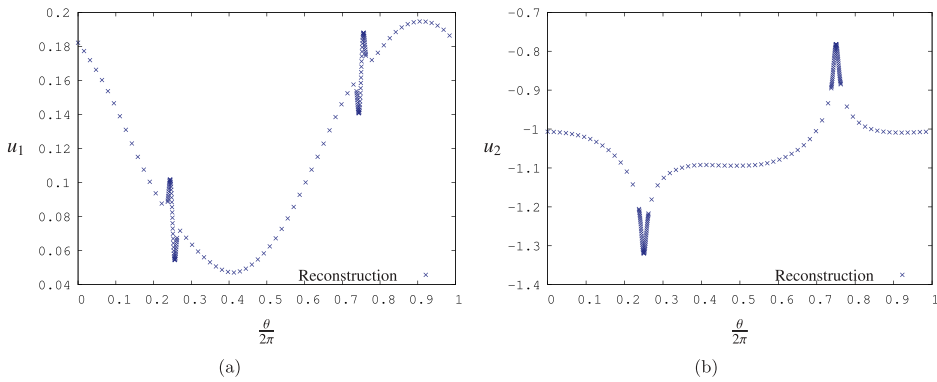 0.2
0.18
0.16
0.14
0.12
0.1
0.08
0.06
0.04
u1
0 0.1 0.2 0.3 0.4 0.5 0.6 0.7 0.8 0.9 1
Reconstruction
θ
2π
(a)
-0.7
-0.8
-0.9
-1
-1.1
-1.2
-1.3
-1.4
u2
0 0.1 0.2 0.3 0.4 0.5 0.6 0.7 0.8 0.9 1
Reconstruction
θ
2π
(b)